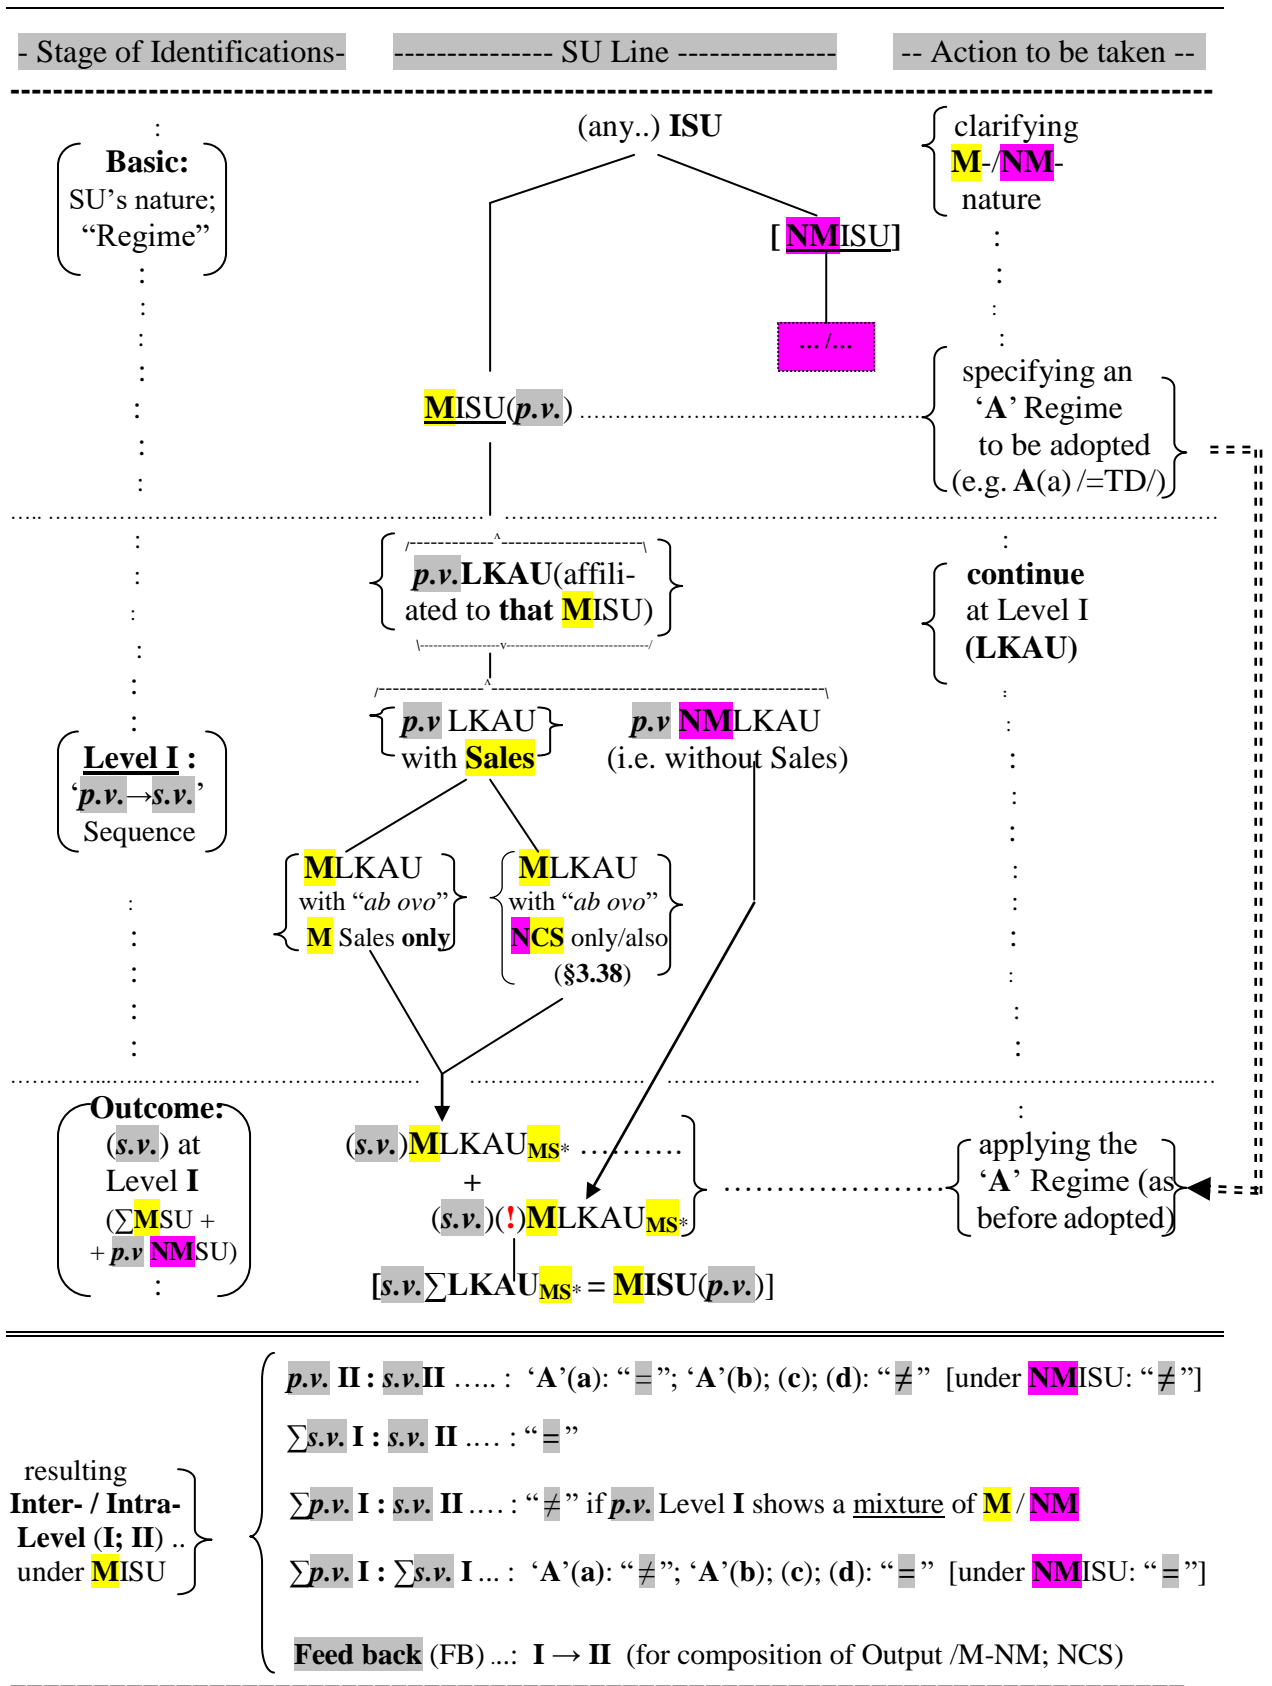 - Stage of Identifications- --------------- SU Line --------------- -- Action to be taken --
(any..) ISU
clarifying
Basic:
M-/NM-
SU’s nature;
nature
“Regime”
[ NMISU]
... /...
specifying an
MISU(p.v.)
‘A’ Regime
to be adopted
(e.g. A(a) /=TD/)
p.v.LKAU(affili-
continue
ated to that MISU)
at Level I
(LKAU)
p.v LKAU p.v NMLKAU
Level I :
with Sales (i.e. without Sales)
‘p.v.→s.v.’
Sequence
MLKAU MLKAU
with “ab ovo” with “ab ovo”
M Sales only NCS only/also
(§3.38)
Outcome:
(s.v.) at
(s.v.)MLKAUMS* ..........
applying the
Level I
+
‘A’ Regime (as
(∑MSU +
(s.v.)(!)MLKAUMS*
before adopted)
+ p.v NMSU)
[s.v.∑LKAUMS* = MISU(p.v.)]
p.v. II : s.v.II ….. : ‘A’(a): “ = ”; ‘A’(b); (c); (d): “ ≠ ” [under NMISU: “ ≠ ”]
∑s.v. I : s.v. II .… : “ = ”
resulting
Inter- / Intra-
∑p.v. I : s.v. II .… : “ ≠ ” if p.v. Level I shows a mixture of M / NM
Level (I; II) ..
under MISU
∑p.v. I : ∑s.v. I ... : ‘A’(a): “ ≠ ”; ‘A’(b); (c); (d): “ = ” [under NMISU: “ = ”]
Feed back (FB) ...: I → II (for composition of Output /M-NM; NCS)